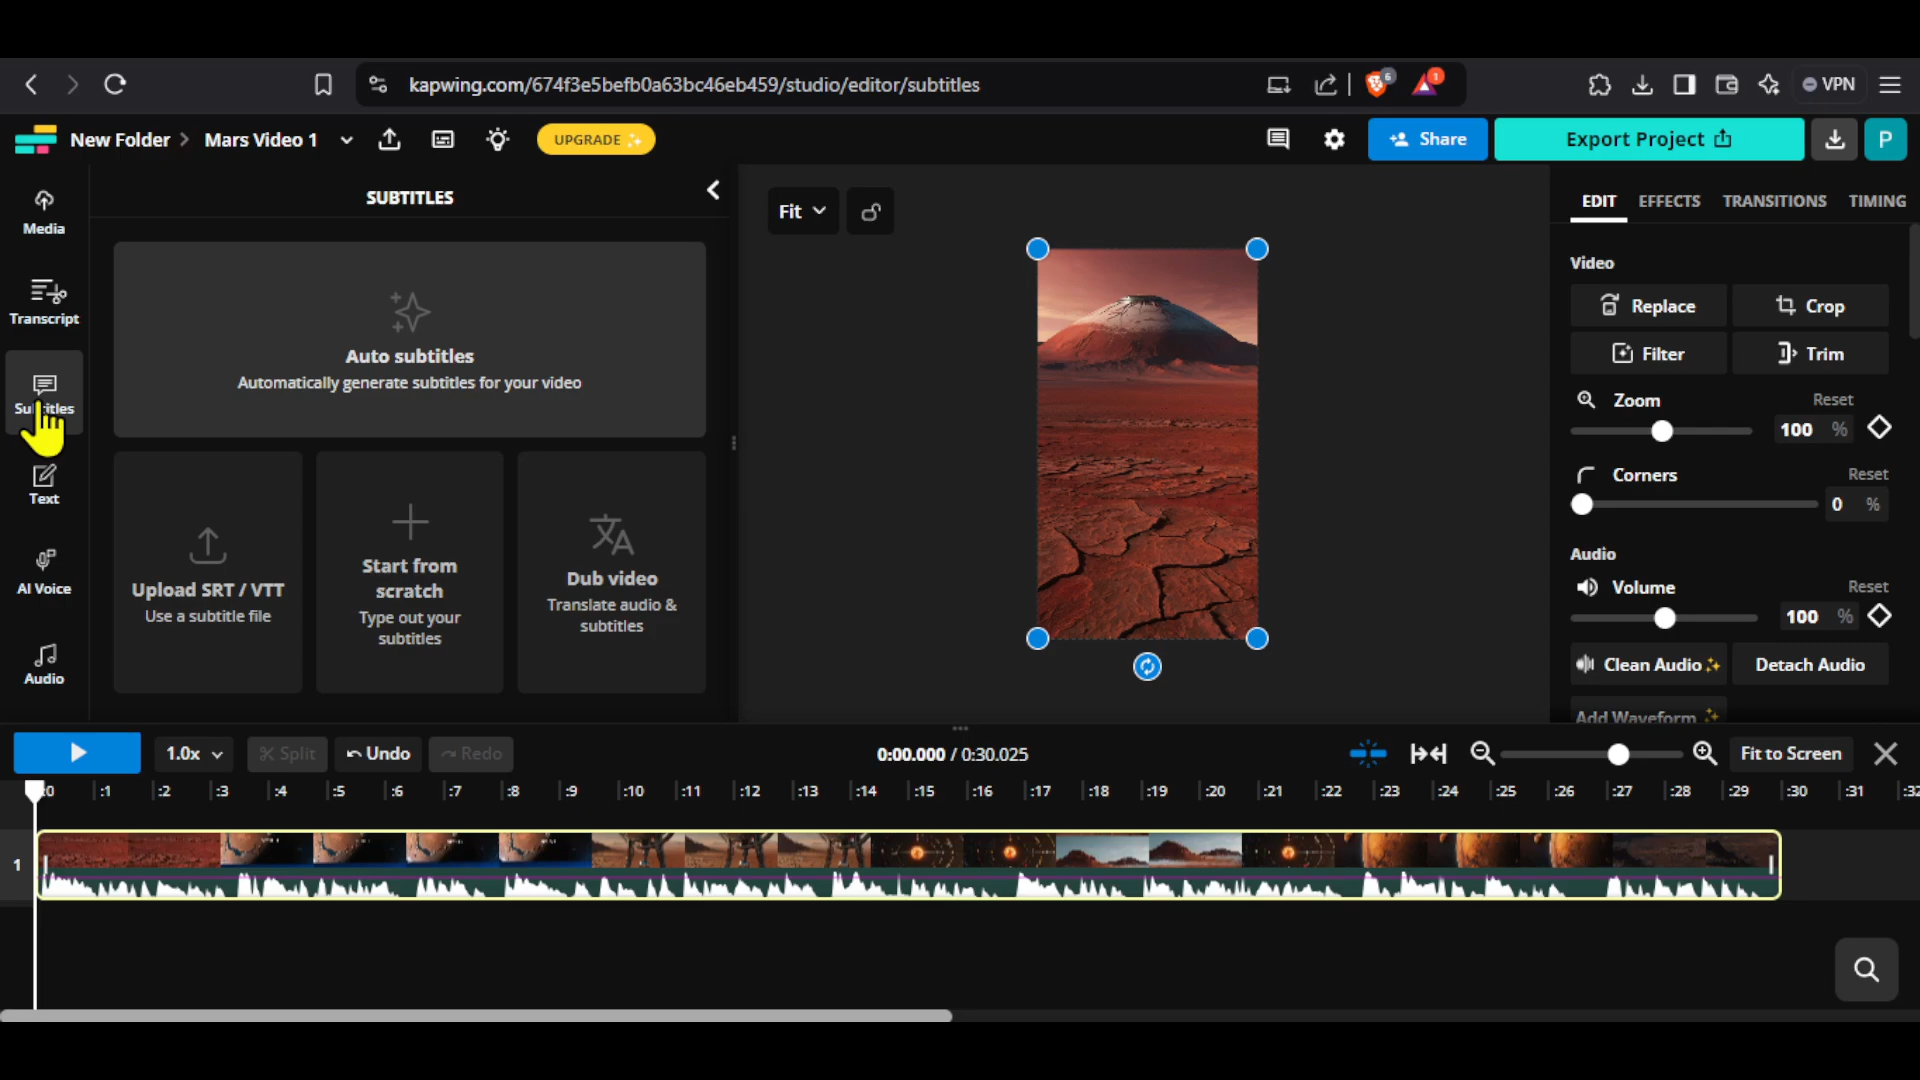 kapwing.com/674f3e5befb0a63bc46eb459/studio/editor/subtitles
6
1
VPN
New Folder > Mars Video 1
UPGRADE
Share
Export Project
P
Media
Transcript
Subtitles
Text
AI Voice
Audio
SUBTITLES
Auto subtitles
Automatically generate subtitles for your video
Upload SRT / VTT
Use a subtitle file
Start from
scratch
Type out your
subtitles
Dub video
Translate audio &
subtitles
Fit
EDIT EFFECTS TRANSITIONS TIMING
Video
Replace
Crop
Filter
Trim
Zoom
Reset
100 %
Corners
Reset
0 %
Audio
Volume
Reset
100 %
Clean Audio
Detach Audio
Add Waveform
1.0x
Split
Undo
Redo
0:00.000 / 0:30.025
Fit to Screen
:0 :1 :2 :3 :4 :5 :6 :7 :8 :9 :10 :11 :12 :13 :14 :15 :16 :17 :18 :19 :20 :21 :22 :23 :24 :25 :26 :27 :28 :29 :30 :31 :32
1